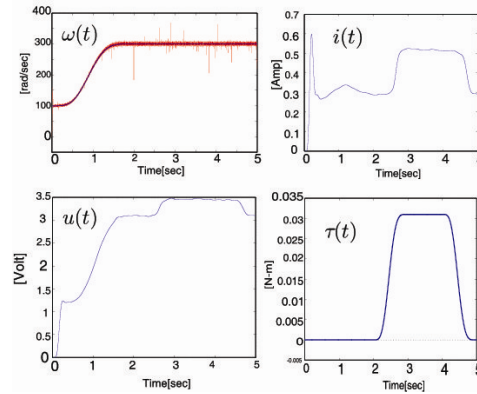 ω(t)
[rad/sec]
400
300
200
100
0
0 1 2 3 4 5
Time[sec]
i(t)
[Amp]
0.7
0.6
0.5
0.4
0.3
0.2
0.1
0
0 1 2 3 4 5
Time[sec]
u(t)
[Volt]
3.5
3
2.5
2
1.5
1
0.5
0
0 1 2 3 4 5
Time[sec]
τ(t)
[N-m]
0.035
0.03
0.025
0.02
0.015
0.01
0.005
0
-0.005
0 1 2 3 4 5
Time[sec]